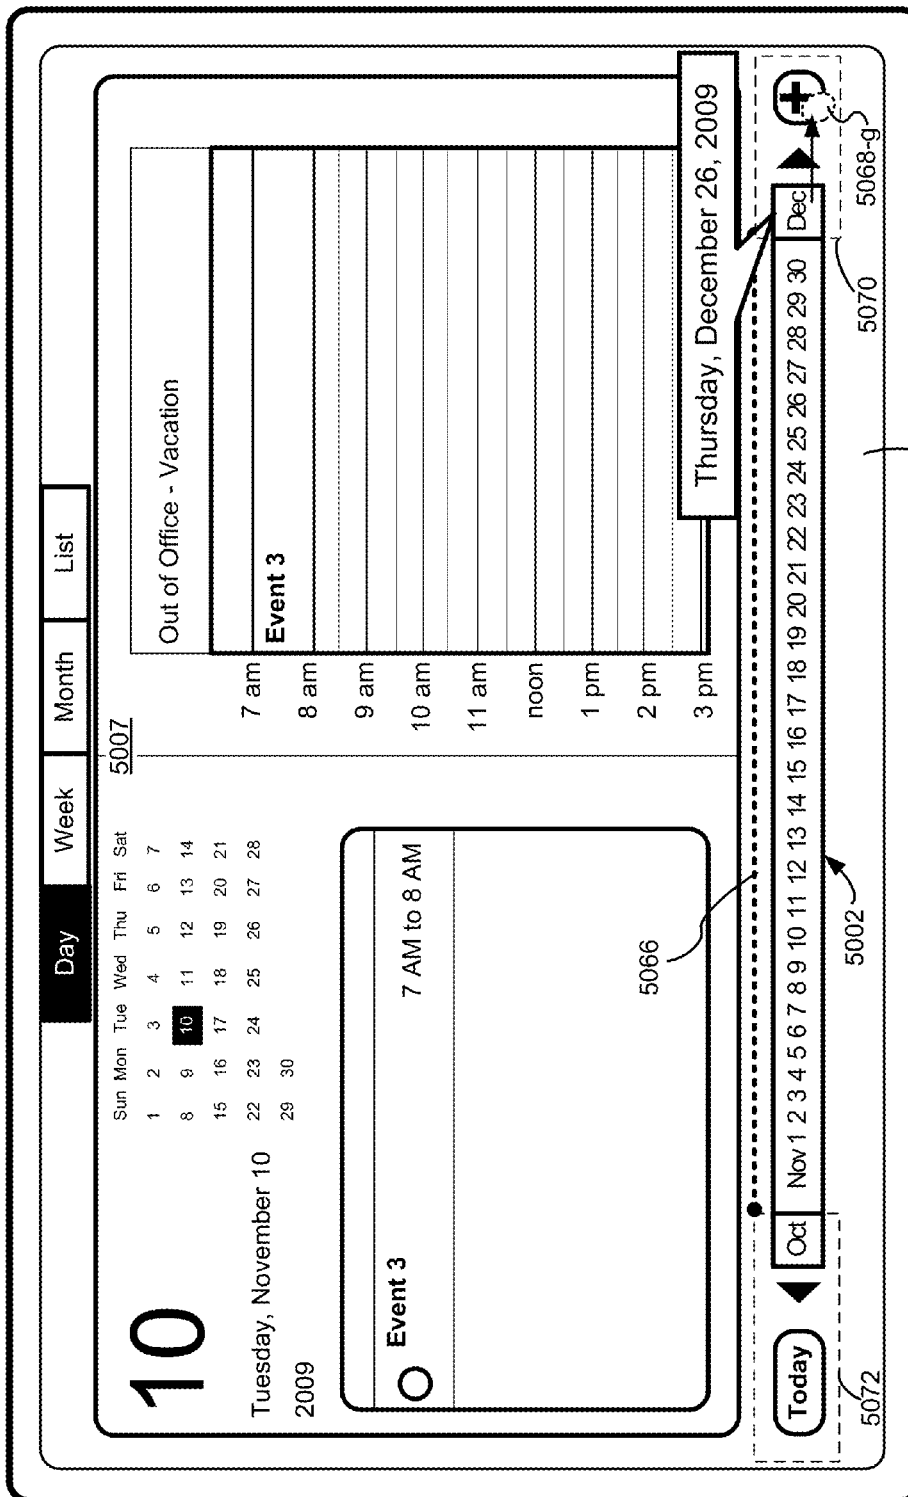 Day Week Month List
5007
10
Tuesday, November 10
2009
Sun Mon Tue Wed Thu Fri Sat
1 2 3 4 5 6 7
8 9 10 11 12 13 14
15 16 17 18 19 20 21
22 23 24 25 26 27 28
29 30
Event 3
7 AM to 8 AM
Out of Office - Vacation
7 am
Event 3
8 am
9 am
10 am
11 am
noon
1 pm
2 pm
3 pm
Thursday, December 26, 2009
5066
Today Oct Nov 1 2 3 4 5 6 7 8 9 10 11 12 13 14 15 16 17 18 19 20 21 22 23 24 25 26 27 28 29 30 Dec +
5072
5002
5070
5068-g